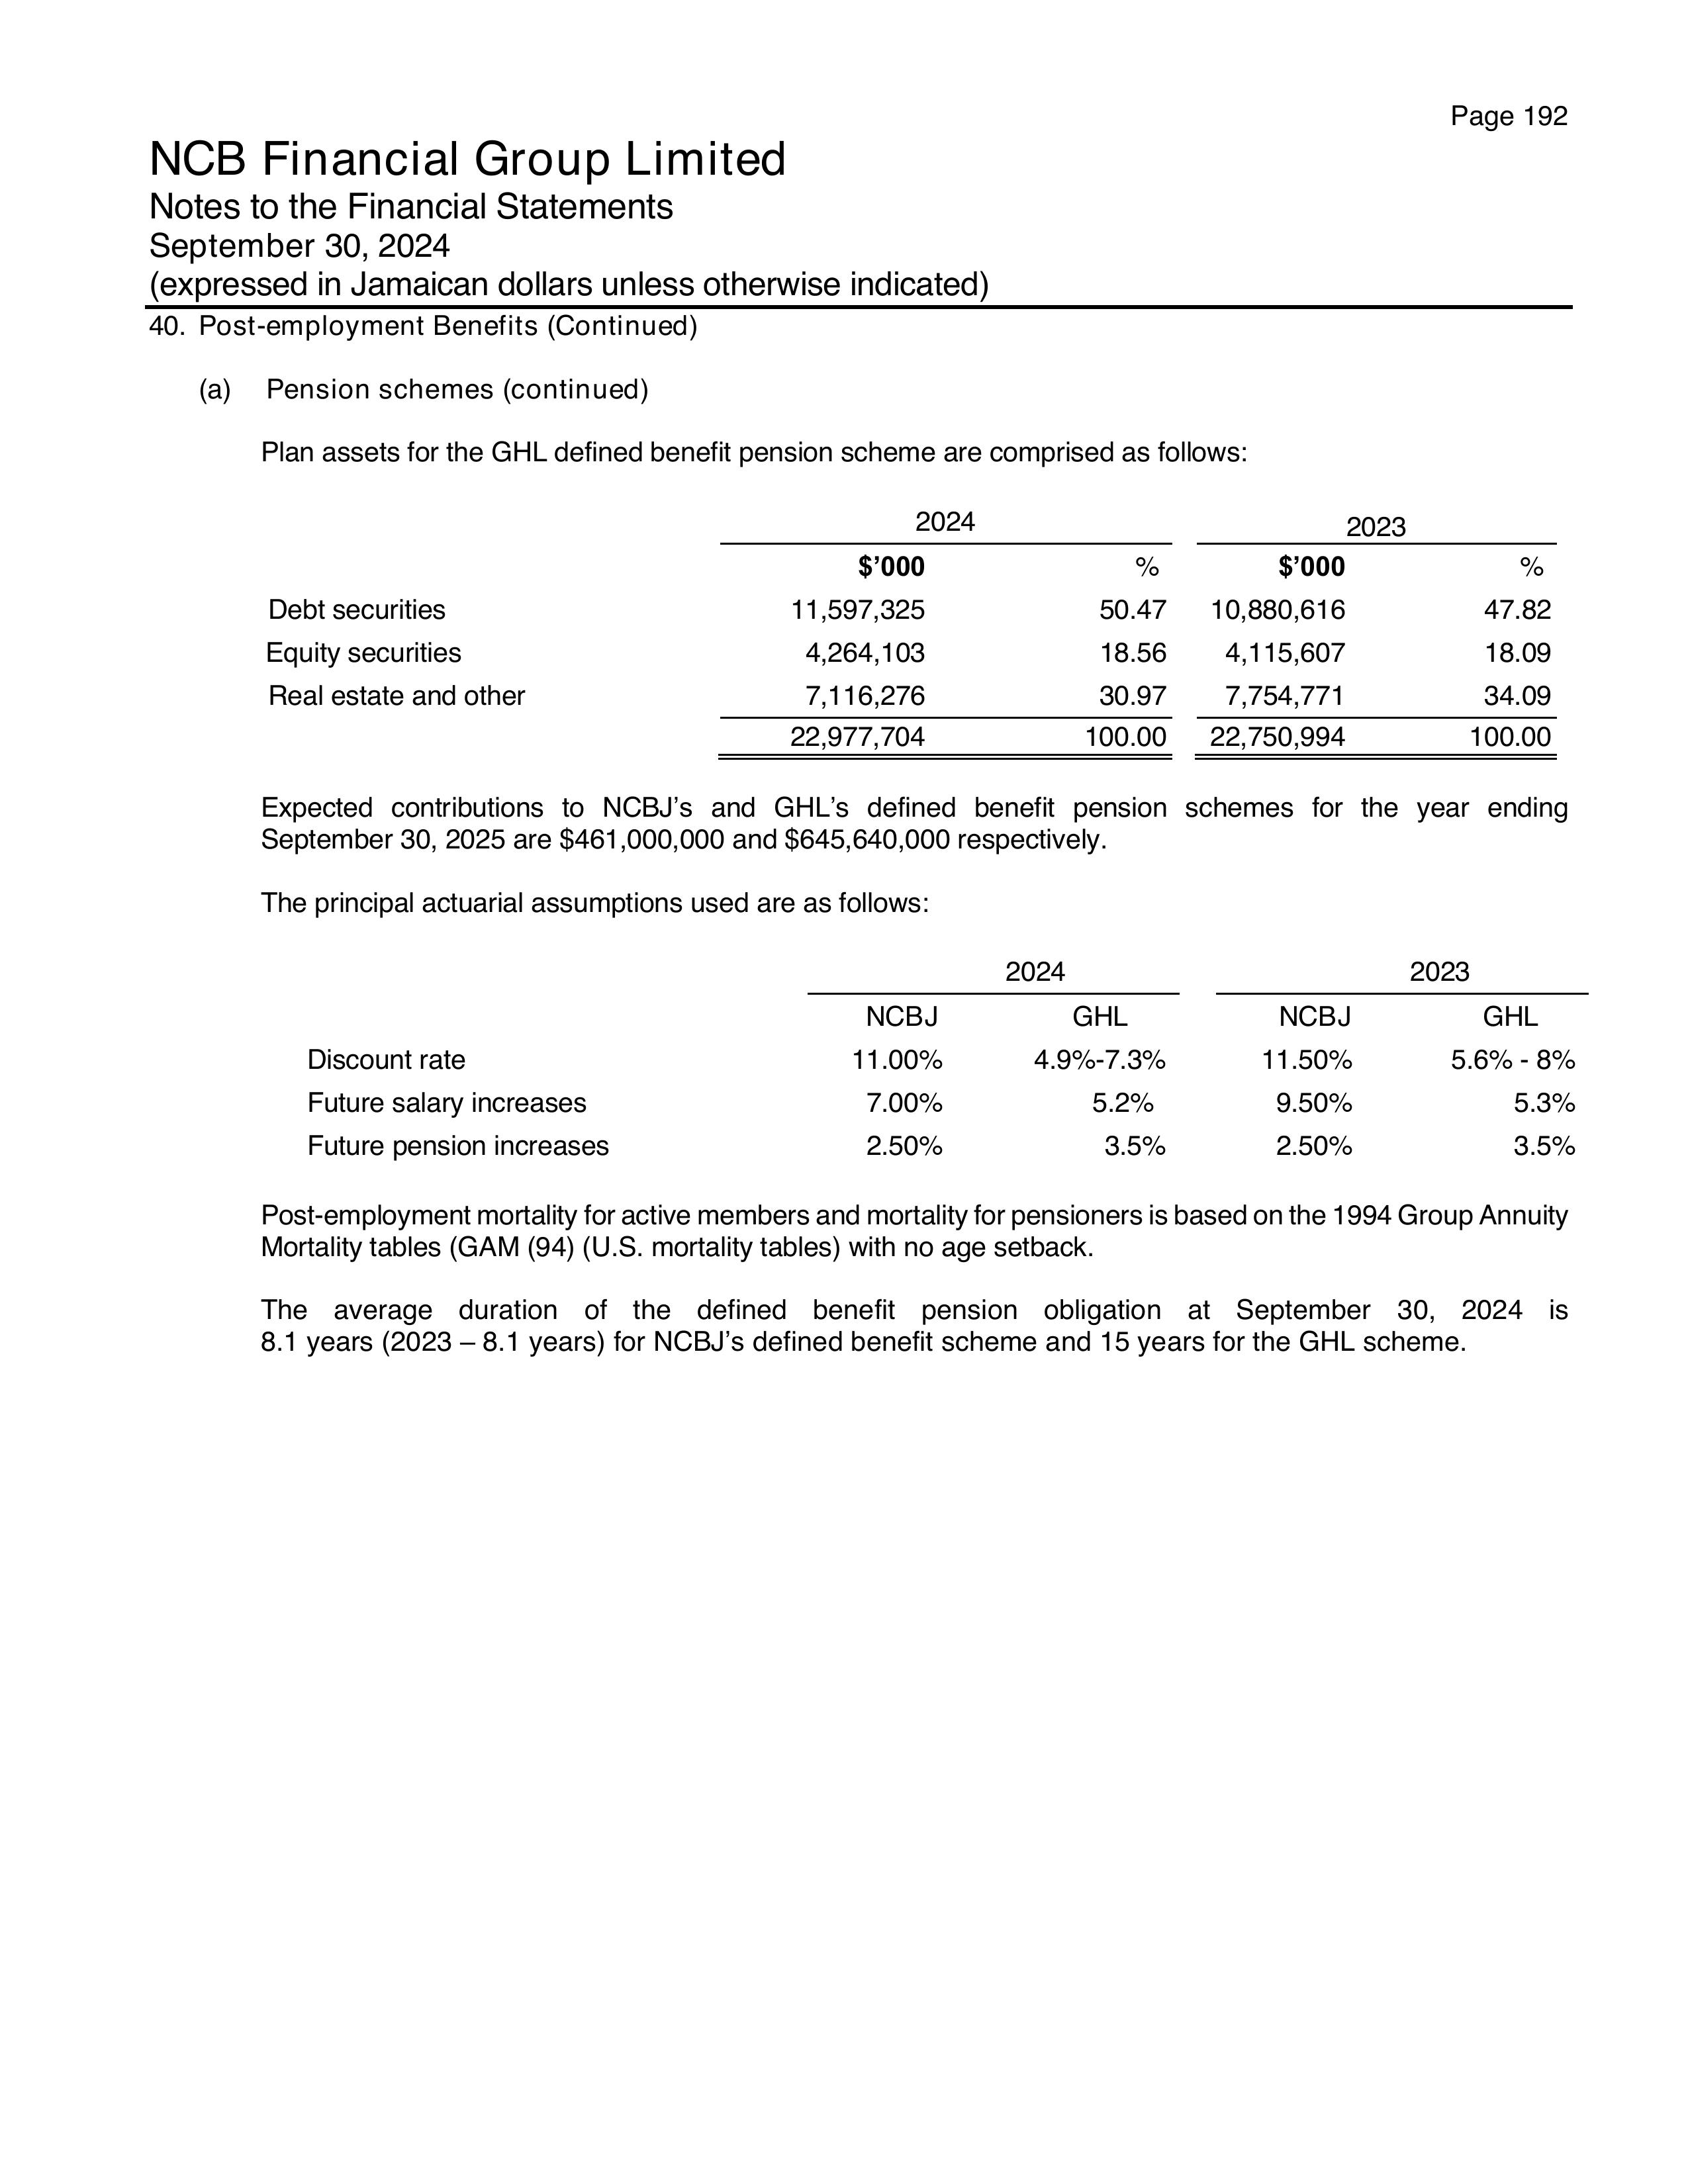 Page 192
NCB Financial Group Limited
Notes to the Financial Statements
September 30, 2024
(expressed in Jamaican dollars unless otherwise indicated)
40. Post-employment Benefits (Continued)
(a) Pension schemes (continued)
Plan assets for the GHL defined benefit pension scheme are comprised as follows:
2024 2023
$’000 % $’000 %
Debt securities 11,597,325 50.47 10,880,616 47.82
Equity securities 4,264,103 18.56 4,115,607 18.09
Real estate and other 7,116,276 30.97 7,754,771 34.09
22,977,704 100.00 22,750,994 100.00
Expected contributions to NCBJ’s and GHL’s defined benefit pension schemes for the year ending
September 30, 2025 are $461,000,000 and $645,640,000 respectively.
The principal actuarial assumptions used are as follows:
2024 2023
NCBJ GHL NCBJ GHL
Discount rate 11.00% 4.9%-7.3% 11.50% 5.6% - 8%
Future salary increases 7.00% 5.2% 9.50% 5.3%
Future pension increases 2.50% 3.5% 2.50% 3.5%
Post-employment mortality for active members and mortality for pensioners is based on the 1994 Group Annuity
Mortality tables (GAM (94) (U.S. mortality tables) with no age setback.
The average duration of the defined benefit pension obligation at September 30, 2024 is
8.1 years (2023 – 8.1 years) for NCBJ’s defined benefit scheme and 15 years for the GHL scheme.